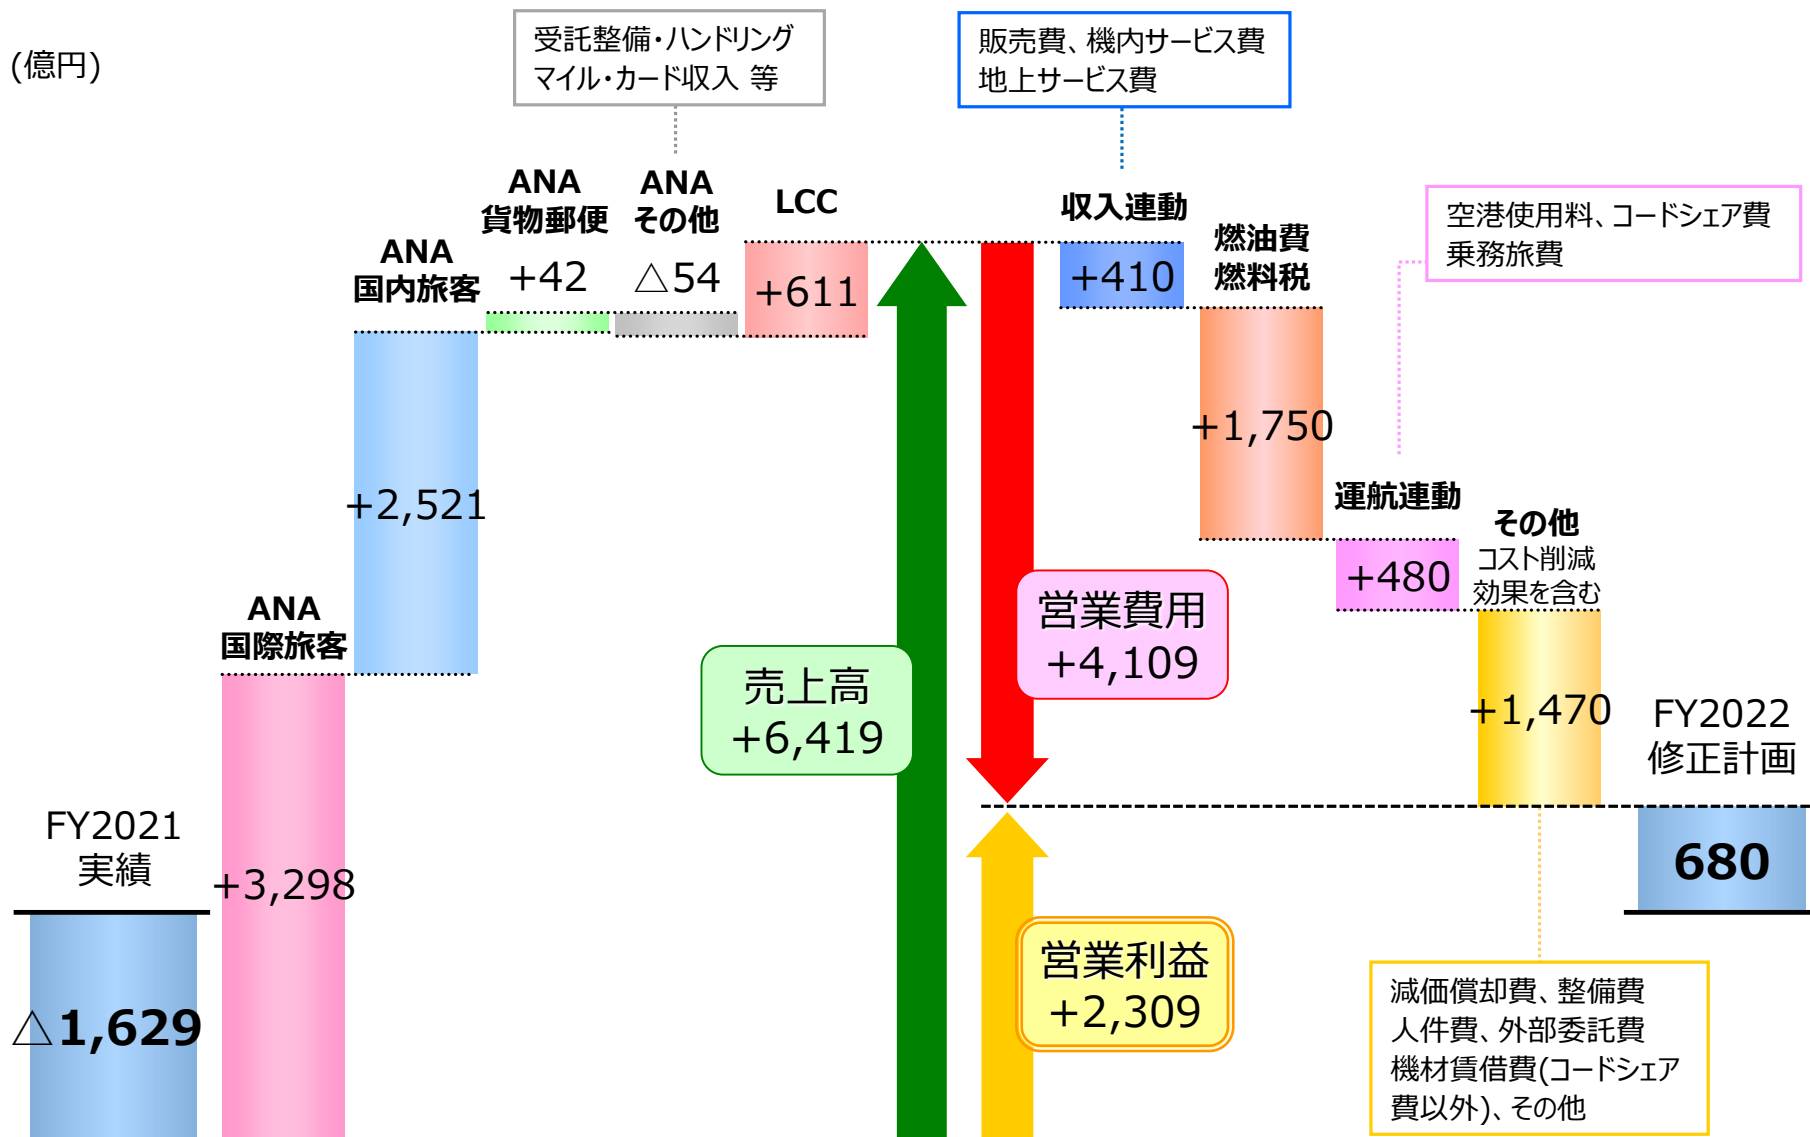 (億円)
受託整備・ハンドリング
マイル・カード収入 等
販売費、機内サービス費
地上サービス費
空港使用料、コードシェア費
乗務旅費
FY2021
実績
△1,629
ANA
国際旅客
+3,298
ANA
国内旅客
+2,521
ANA
貨物郵便
+42
ANA
その他
△54
LCC
+611
売上高
+6,419
営業費用
+4,109
営業利益
+2,309
収入連動
+410
燃油費
燃料税
+1,750
運航連動
+480
その他
コスト削減
効果を含む
+1,470
FY2022
修正計画
680
減価償却費、整備費
人件費、外部委託費
機材賃借費(コードシェア
費以外)、その他